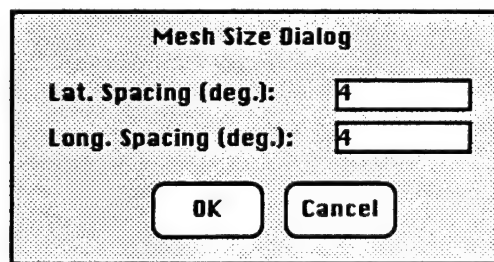 Mesh Size Dialog
Lat. Spacing (deg.): 4
Long. Spacing (deg.): 4
OK Cancel